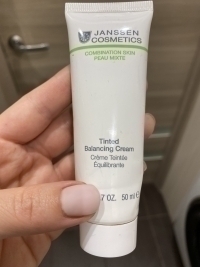 JANSSEN
COSMETICS
COMBINATION SKIN
PEAU MIXTE
Tinted
Balancing Cream
Crème Teintée
Équilibrante
7 OZ. 50 ml e